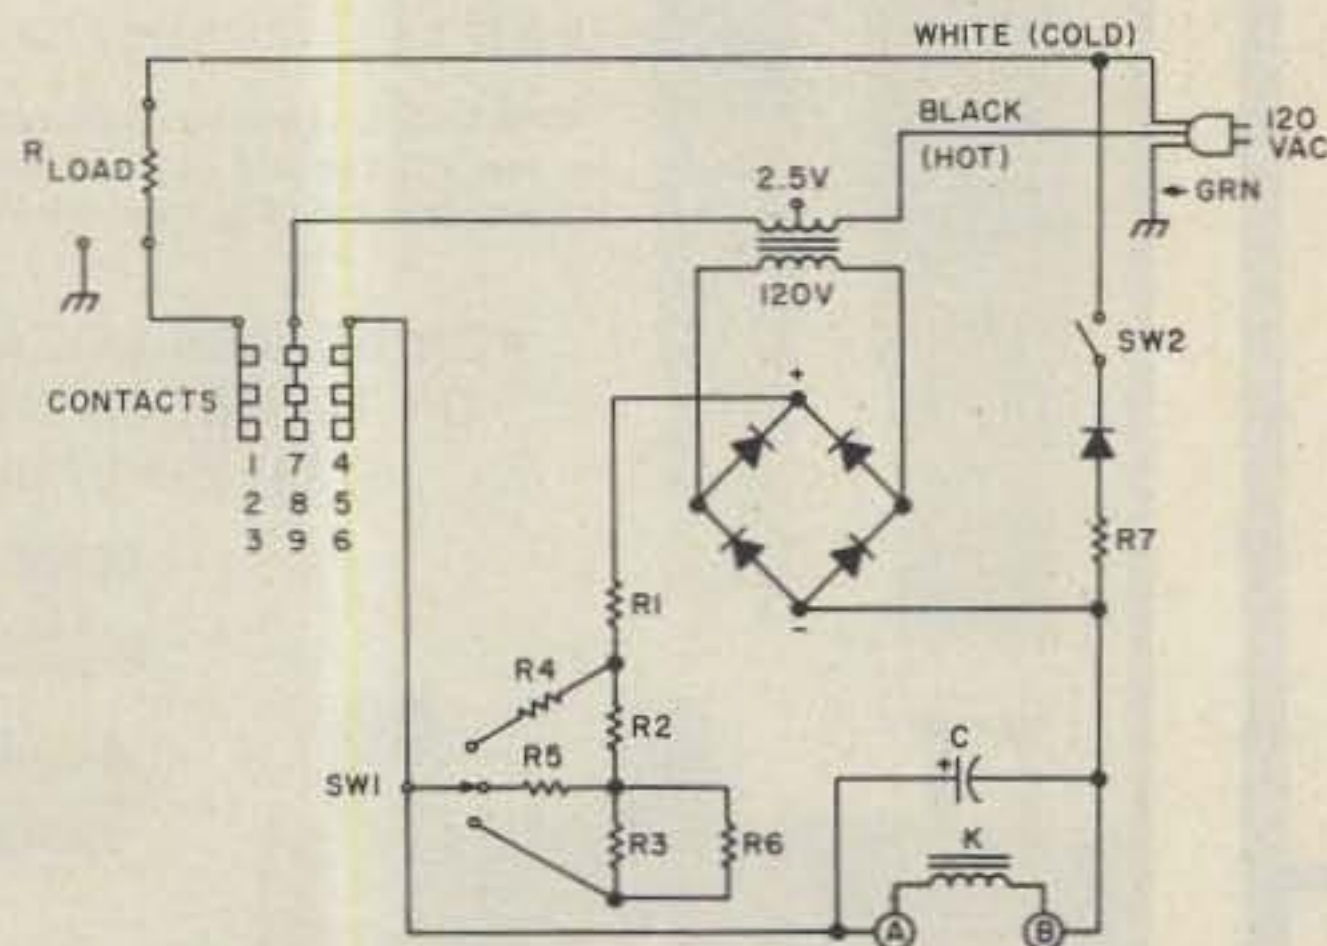 WHITE (COLD)
BLACK
(HOT)
120
VAC
GRN
RLOAD
2.5V
120V
SW2
CONTACTS
1 7 4
2 8 5
3 9 6
+
-
R7
R1
R4
R2
R5
SW1
R3
R6
C
+
K
A
B